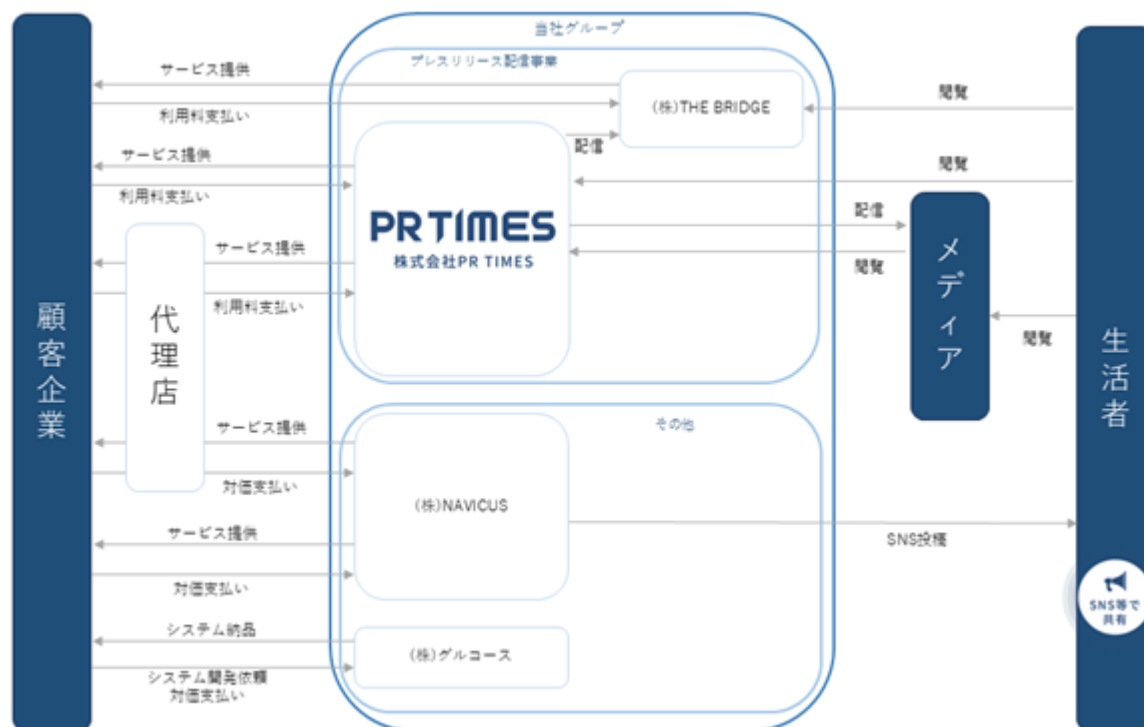 当社グループ
プレスリリース配信事業
サービス提供
利用料支払い
(株)THE BRIDGE
閲覧
配信
サービス提供
利用料支払い
閲覧
PR TIMES
株式会社PR TIMES
配信
閲覧
サービス提供
利用料支払い
代理店
顧客企業
メディア
閲覧
生活者
その他
サービス提供
対価支払い
(株)NAVICUS
サービス提供
対価支払い
SNS投稿
SNS等で
共有
システム納品
(株)グルコース
システム開発依頼
対価支払い